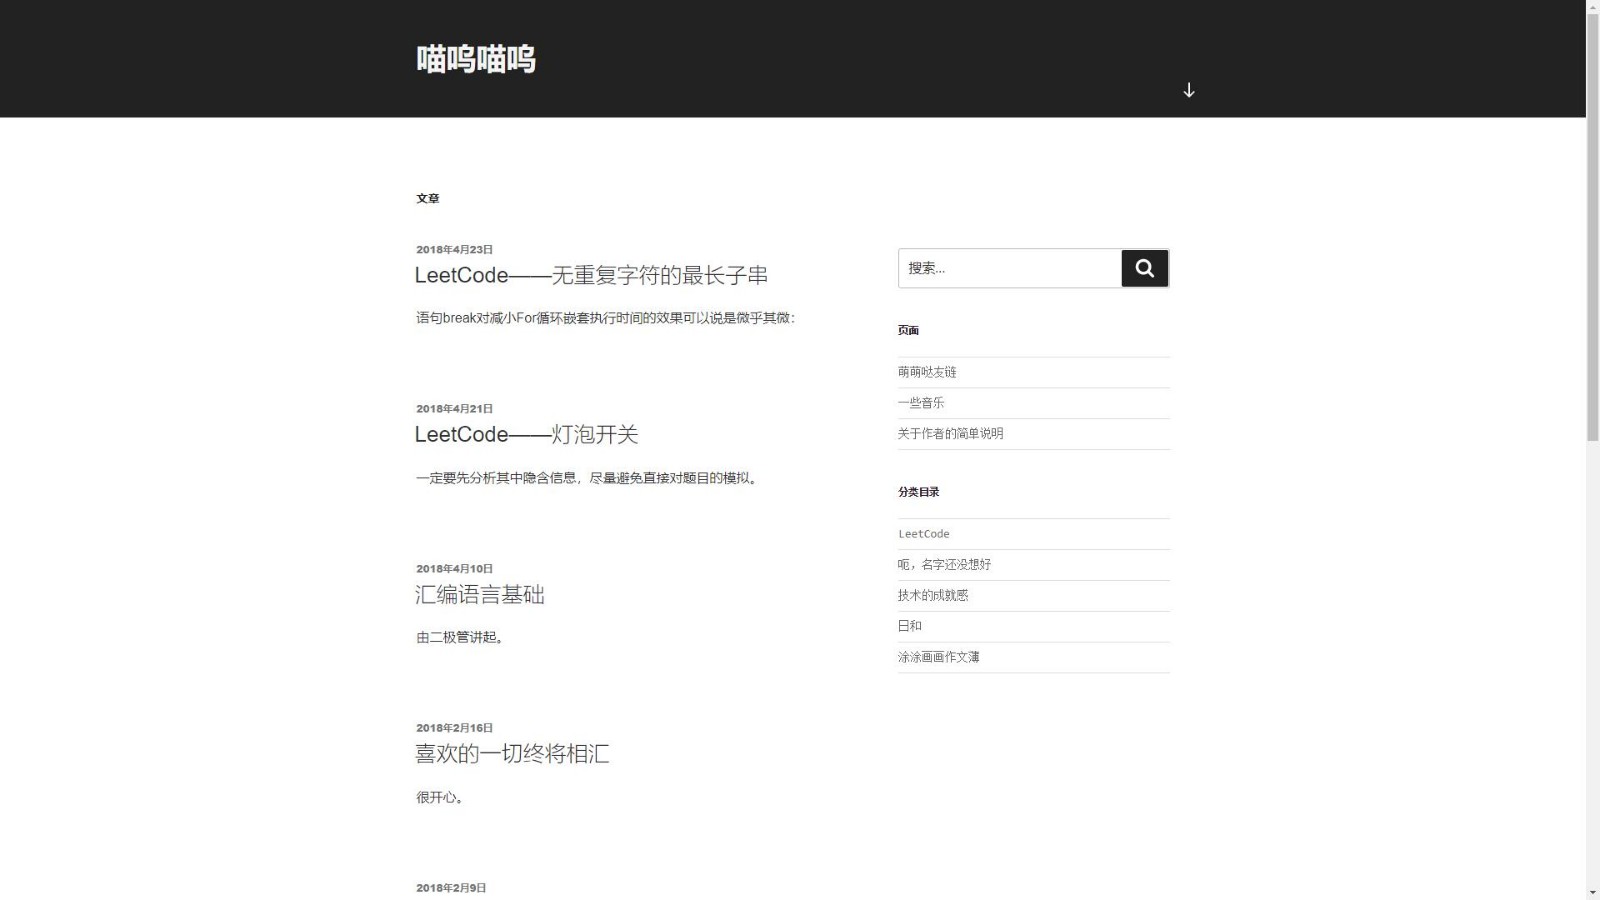 喵呜喵呜
文章
2018年4月23日
LeetCode——无重复字符的最长子串
语句break对减小For循环嵌套执行时间的效果可以说是微乎其微：
2018年4月21日
LeetCode——灯泡开关
一定要先分析其中隐含信息，尽量避免直接对题目的模拟。
2018年4月10日
汇编语言基础
由二极管讲起。
2018年2月16日
喜欢的一切终将相汇
很开心。
2018年2月9日
搜索…
页面
萌萌哒友链
一些音乐
关于作者的简单说明
分类目录
LeetCode
呃，名字还没想好
技术的成就感
日和
涂涂画画作文薄